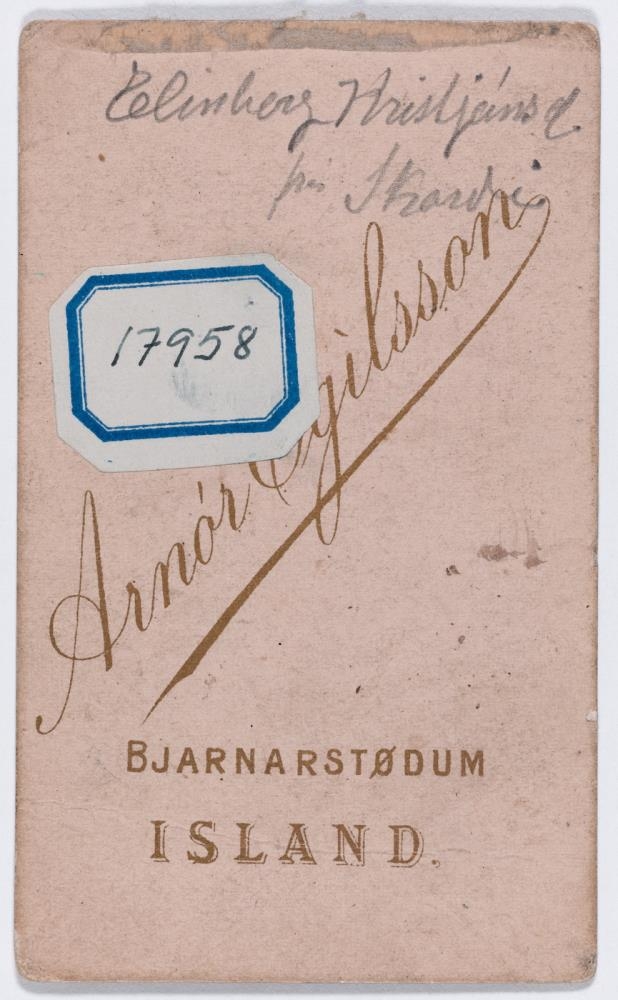 Elinborg Kristjánsd
frá Skarði
17958
Arnór Egilsson
BJARNARSTØDUM
ISLAND.